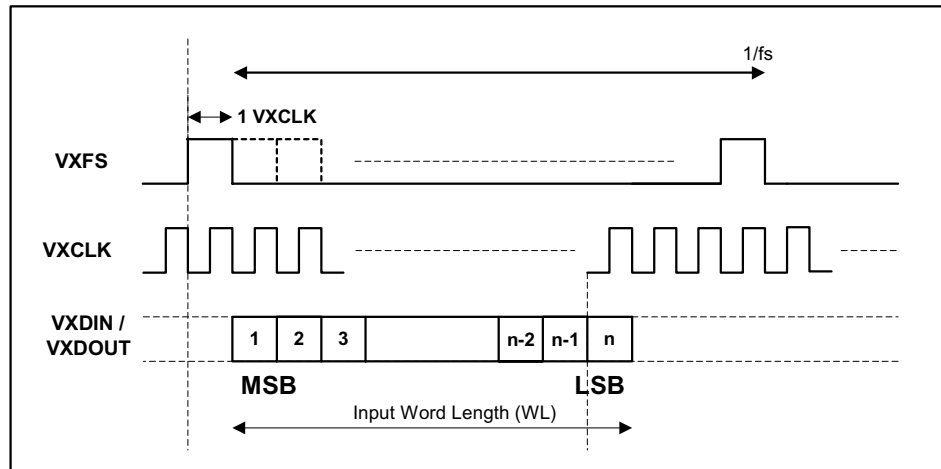 1/fs
1 VXCLK
VXFS
VXCLK
VXDIN /
VXDOUT
1 2 3 n-2 n-1 n
MSB LSB
Input Word Length (WL)